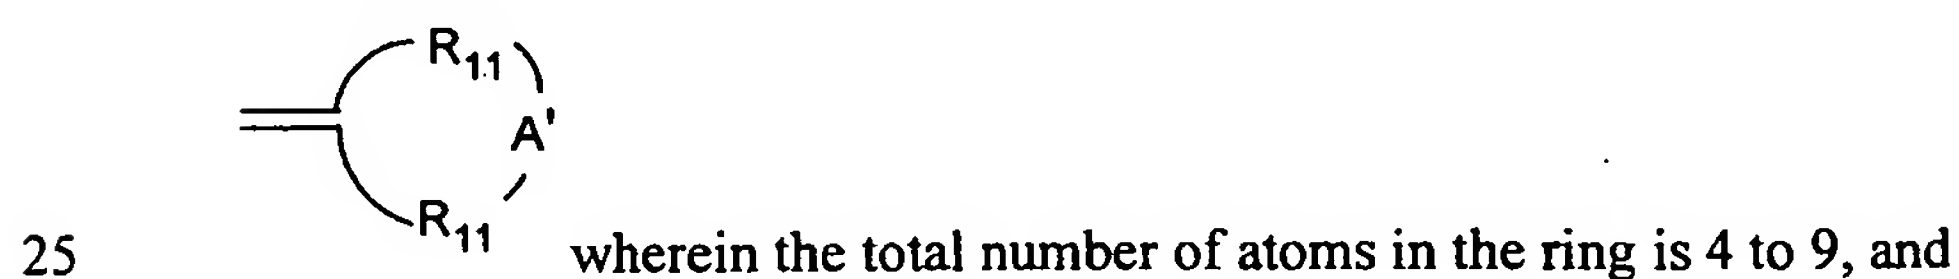 R₁₁
A'
R₁₁
25 wherein the total number of atoms in the ring is 4 to 9, and